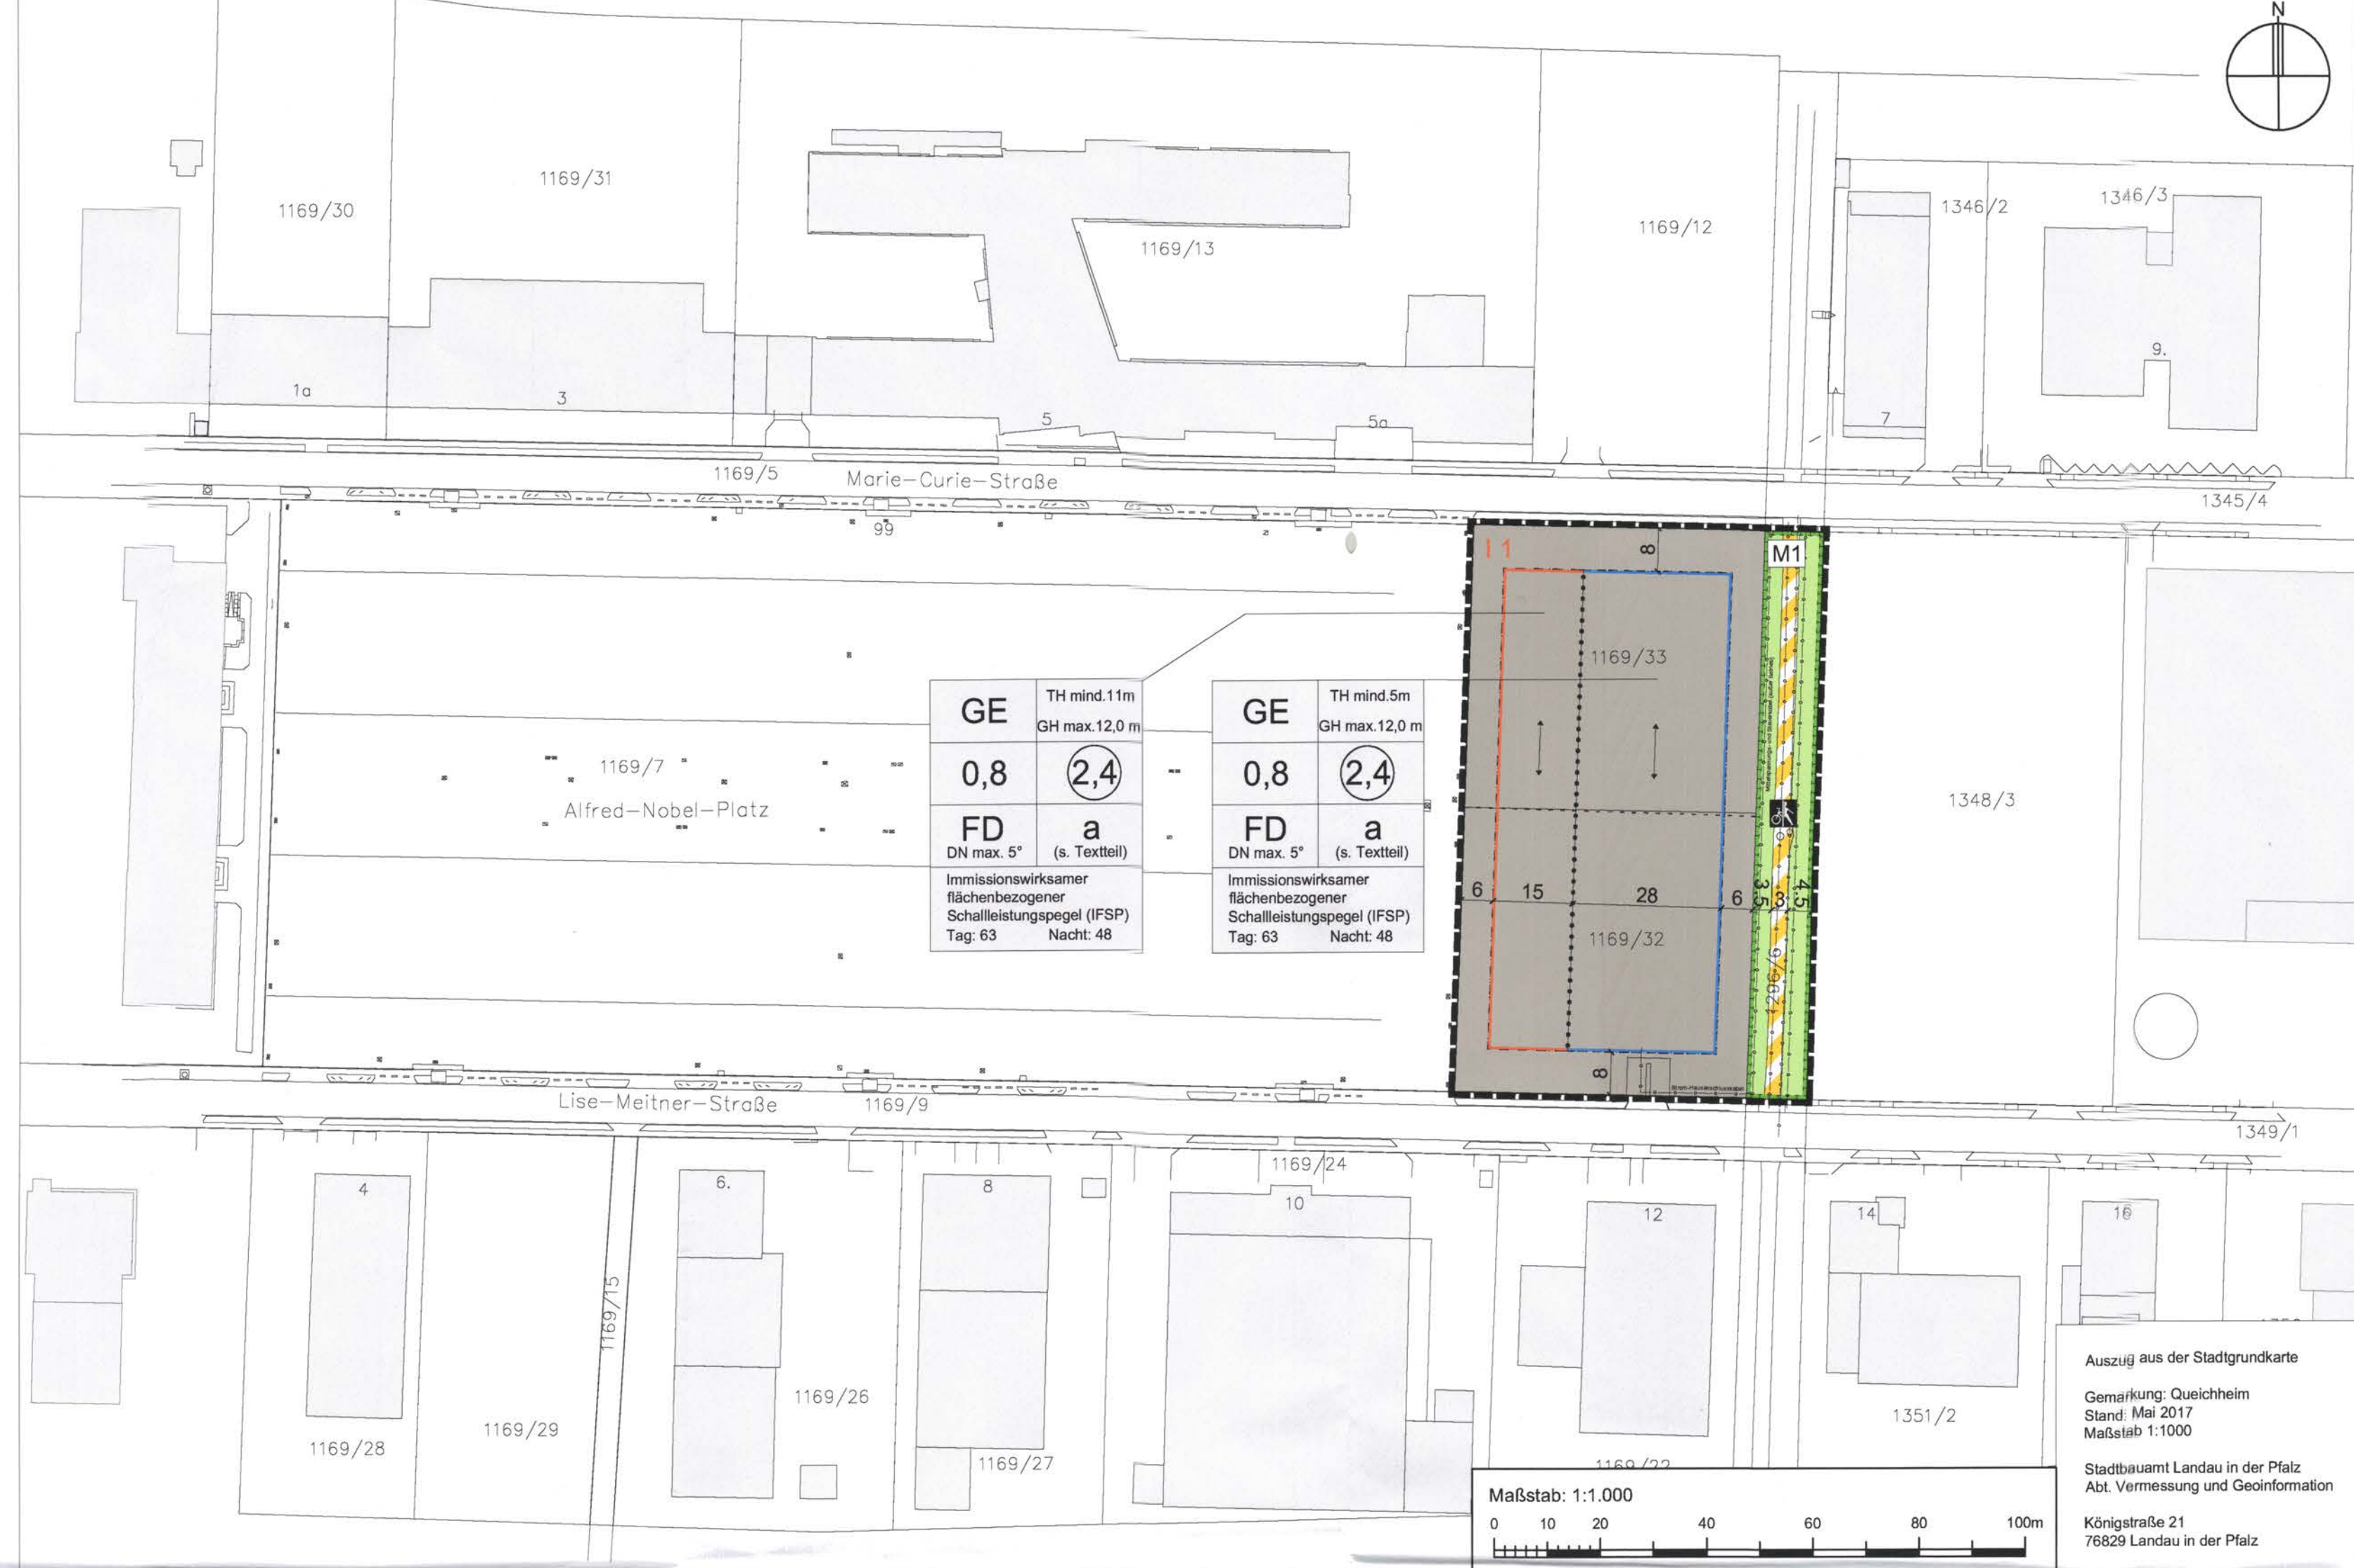 N
1169/30
1169/31
1169/13
1169/12
1346/2
1346/3
1a
3
5
5a
7
9.
1169/5
Marie-Curie-Straße
1345/4
99
I 1
8
M1
1169/33
GE
TH mind.11m
GH max.12,0 m
0,8
2,4
FD
DN max. 5°
a
(s. Textteil)
Immissionswirksamer
flächenbezogener
Schallleistungspegel (IFSP)
Tag: 63 Nacht: 48
GE
TH mind.5m
GH max.12,0 m
0,8
2,4
FD
DN max. 5°
a
(s. Textteil)
Immissionswirksamer
flächenbezogener
Schallleistungspegel (IFSP)
Tag: 63 Nacht: 48
1169/7
Alfred-Nobel-Platz
1348/3
6 15 28 6 3,5 3 4,5
1169/32
1296/9
8
Lise-Meitner-Straße
1169/9
1349/1
1169/24
4
6.
8
10
12
14
16
1169/15
1169/28
1169/29
1169/26
1169/27
1169/22
1351/2
Auszug aus der Stadtgrundkarte
Gemarkung: Queichheim
Stand: Mai 2017
Maßstab 1:1000
Stadtbauamt Landau in der Pfalz
Abt. Vermessung und Geoinformation
Königstraße 21
76829 Landau in der Pfalz
Maßstab: 1:1.000
0 10 20 40 60 80 100m